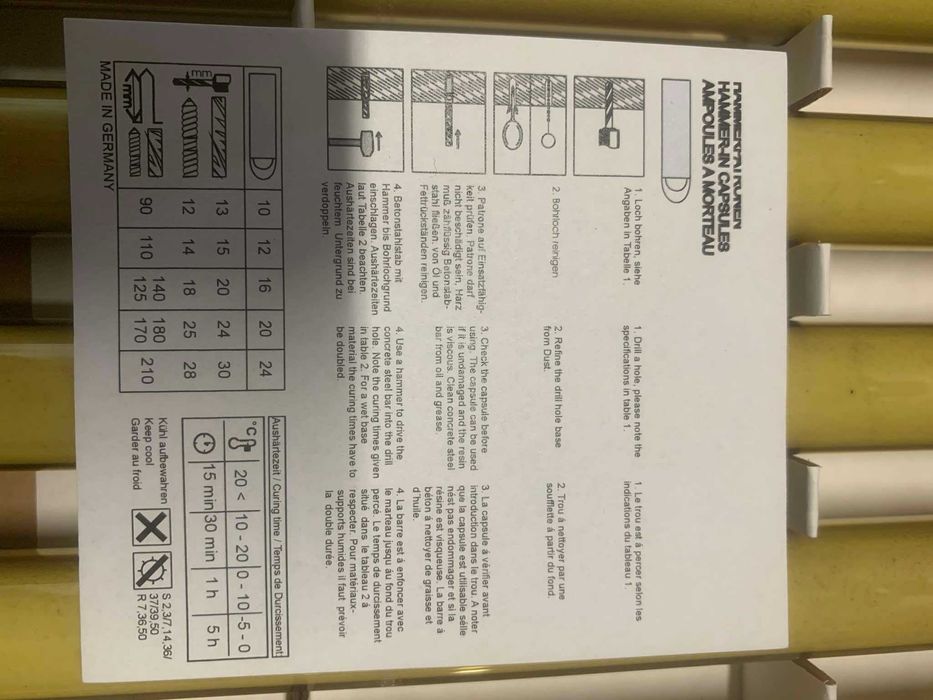 HAMMERPATRONEN
HAMMER-IN CAPSULES
AMPOULES A MORTEAU
1. Loch bohren, siehe
Angaben in Tabelle 1.
1. Drill a hole, please note the
specifications in table 1.
1. Le trou est á percer selon les
indications du tableau 1.
2. Bohrloch reinigen
2. Refine the drill hole base
from Dust.
2. Trou à nettoyer par une
soufflette á partir du fond.
3. Patrone auf Einsatzfähig-
keit prüfen. Patrone darf
nicht beschädigt sein, Harz
muß zähflüssig Betonstab-
stahl fließen, von Öl und
Fettrückständen reinigen.
3. Check the capsule before
using. The capsule can be used
if it is undamaged and the resin
is viscous. Clean concrete steel
bar from oil and grease
3. La capsule á vérifier avant
introduction dans le trou. A noter
que la capsule est utilisable sélle
nést pas endommager et si la
résine est visqueuse. La barre á
béton á nettoyer de graisse et
d'huile.
4. Betonstahlstab mit
Hammer bis Bohrlochgrund
einschlagen. Aushärtezeiten
laut Tabelle 2 beachten.
Aushärtezeiten sind bei
feuchtem Untergrund zu
verdoppeln
4. Use a hammer to drive the
concrete steel bar into the drill
hole. Note the curing times given
in table 2. For a wet base
material the curing times have to
be doubled.
4. La barre est á enfoncer avec
le marteau jusqu au fond du trou
percé. Le temps de durcissement
situé dans le tableau 2 á
respecter. Pour matériaux-
supports humides il faut prévoir
la double durée.
10 12 16 20 24
mm 13 15 20 24 30
12 14 18 25 28
mm 90 110 140 180 210
125 170
MADE IN GERMANY
Aushärtezeit / Curing time / Temps de Durcissement
°C 20 < 10 - 20 0 - 10 -5 - 0
15 min 30 min 1 h 5 h
Kühl aufbewahren
Keep cool
Garder au froid
S 2,3/7,14,36/
37/39,50
R 7,36,50